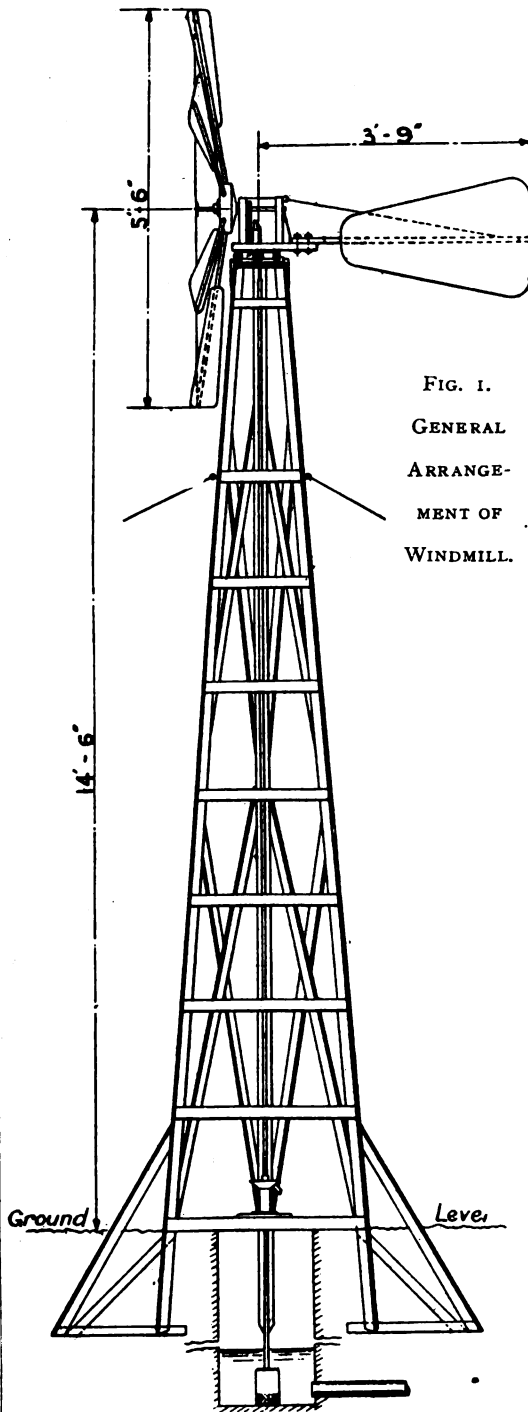 3'-9"
5'6"
FIG. 1.
GENERAL
ARRANGE-
MENT OF
WINDMILL.
14'-6"
Ground Level